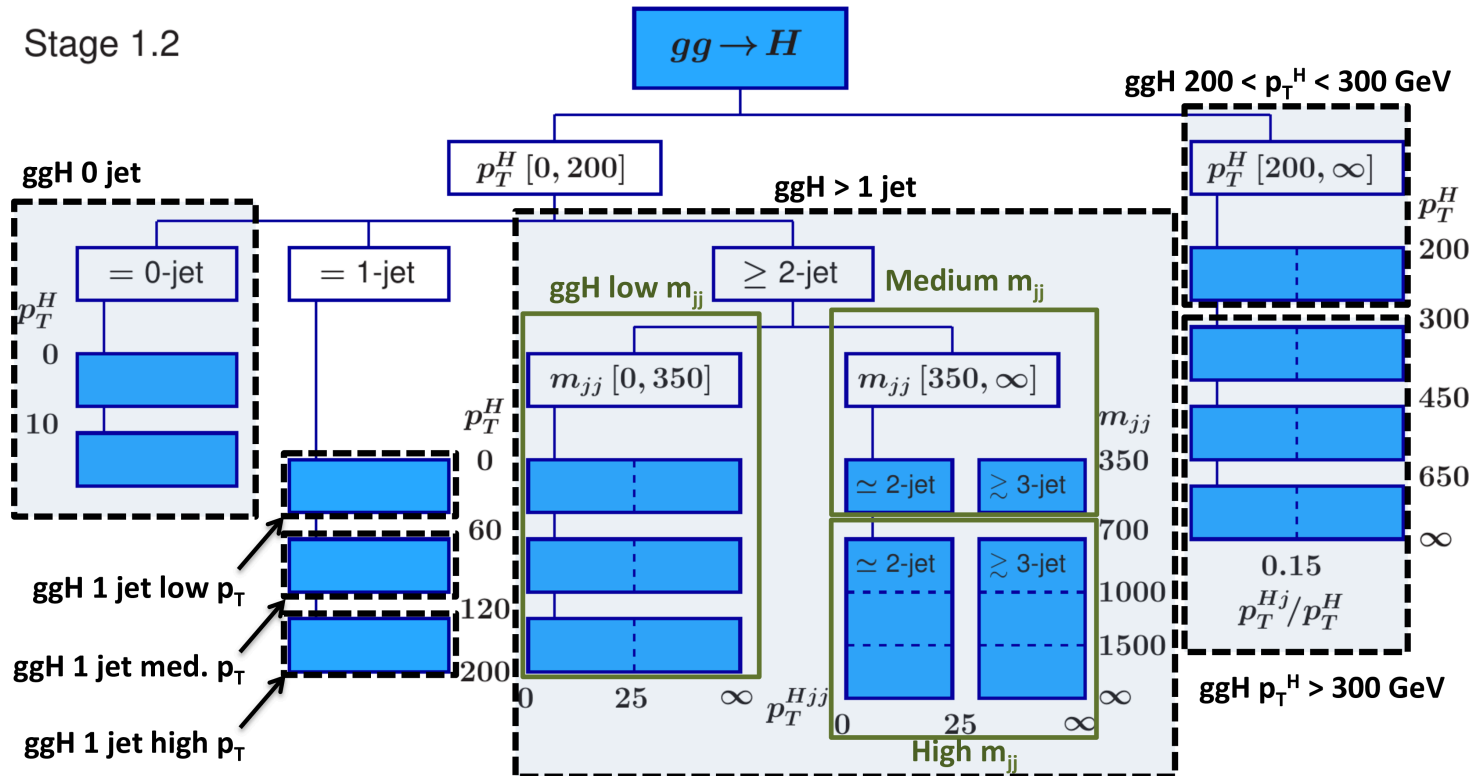 Stage 1.2
gg → H
ggH 200 < p_T^H < 300 GeV
p_T^H [0, 200]
p_T^H [200, ∞]
ggH 0 jet
ggH > 1 jet
p_T^H
= 0-jet
= 1-jet
≥ 2-jet
200
ggH low m_jj
Medium m_jj
p_T^H
0
10
300
m_jj [0, 350]
m_jj [350, ∞]
450
p_T^H
m_jj
0
350
650
≃ 2-jet
≳ 3-jet
60
700
∞
≃ 2-jet
≳ 3-jet
0.15
p_T^Hj/p_T^H
ggH 1 jet low p_T
1000
120
1500
ggH 1 jet med. p_T
200
0
25
∞
p_T^Hjj
∞
ggH p_T^H > 300 GeV
0
25
∞
ggH 1 jet high p_T
High m_jj